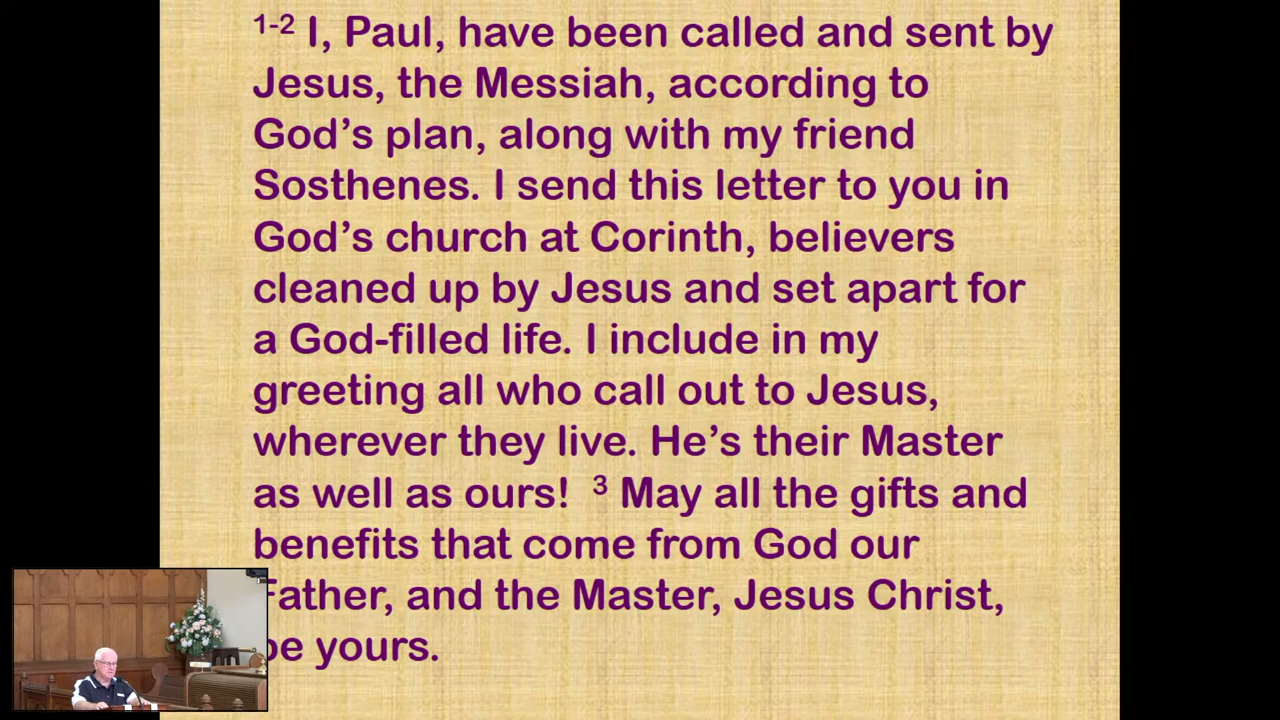 1-2 I, Paul, have been called and sent by
Jesus, the Messiah, according to
God’s plan, along with my friend
Sosthenes. I send this letter to you in
God’s church at Corinth, believers
cleaned up by Jesus and set apart for
a God-filled life. I include in my
greeting all who call out to Jesus,
wherever they live. He’s their Master
as well as ours! 3 May all the gifts and
benefits that come from God our
Father, and the Master, Jesus Christ,
be yours.